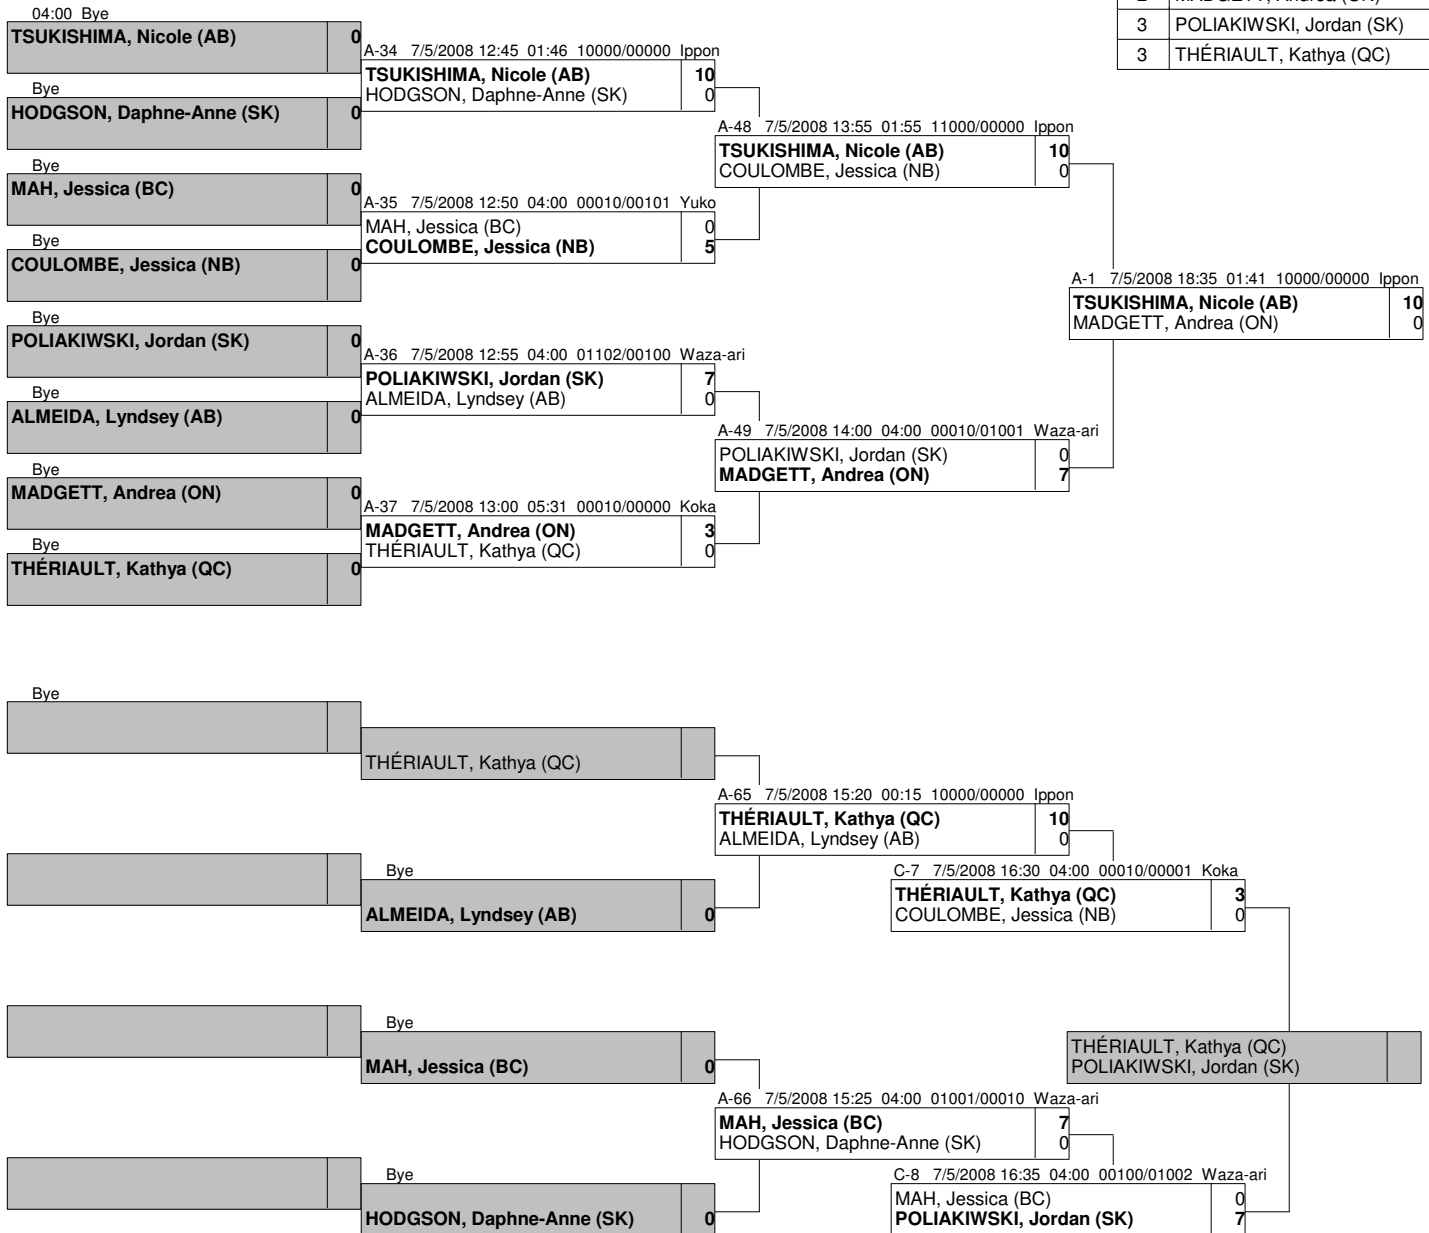 04:00 Bye
TSUKISHIMA, Nicole (AB) 0
Bye
HODGSON, Daphne-Anne (SK) 0
Bye
MAH, Jessica (BC) 0
Bye
COULOMBE, Jessica (NB) 0
Bye
POLIAKIWSKI, Jordan (SK) 0
Bye
ALMEIDA, Lyndsey (AB) 0
Bye
MADGETT, Andrea (ON) 0
Bye
THÉRIAULT, Kathya (QC) 0
A-34 7/5/2008 12:45 01:46 10000/00000 Ippon
TSUKISHIMA, Nicole (AB) 10
HODGSON, Daphne-Anne (SK) 0
A-35 7/5/2008 12:50 04:00 00010/00101 Yuko
MAH, Jessica (BC) 0
COULOMBE, Jessica (NB) 5
A-36 7/5/2008 12:55 04:00 01102/00100 Waza-ari
POLIAKIWSKI, Jordan (SK) 7
ALMEIDA, Lyndsey (AB) 0
A-37 7/5/2008 13:00 05:31 00010/00000 Koka
MADGETT, Andrea (ON) 3
THÉRIAULT, Kathya (QC) 0
A-48 7/5/2008 13:55 01:55 11000/00000 Ippon
TSUKISHIMA, Nicole (AB) 10
COULOMBE, Jessica (NB) 0
A-49 7/5/2008 14:00 04:00 00010/01001 Waza-ari
POLIAKIWSKI, Jordan (SK) 0
MADGETT, Andrea (ON) 7
A-1 7/5/2008 18:35 01:41 10000/00000 Ippon
TSUKISHIMA, Nicole (AB) 10
MADGETT, Andrea (ON) 0
2 MADGETT, Andrea (ON)
3 POLIAKIWSKI, Jordan (SK)
3 THÉRIAULT, Kathya (QC)
Bye
THÉRIAULT, Kathya (QC)
Bye
ALMEIDA, Lyndsey (AB) 0
Bye
MAH, Jessica (BC) 0
Bye
HODGSON, Daphne-Anne (SK) 0
A-65 7/5/2008 15:20 00:15 10000/00000 Ippon
THÉRIAULT, Kathya (QC) 10
ALMEIDA, Lyndsey (AB) 0
A-66 7/5/2008 15:25 04:00 01001/00010 Waza-ari
MAH, Jessica (BC) 7
HODGSON, Daphne-Anne (SK) 0
C-7 7/5/2008 16:30 04:00 00010/00001 Koka
THÉRIAULT, Kathya (QC) 3
COULOMBE, Jessica (NB) 0
C-8 7/5/2008 16:35 04:00 00100/01002 Waza-ari
MAH, Jessica (BC) 0
POLIAKIWSKI, Jordan (SK) 7
THÉRIAULT, Kathya (QC)
POLIAKIWSKI, Jordan (SK)